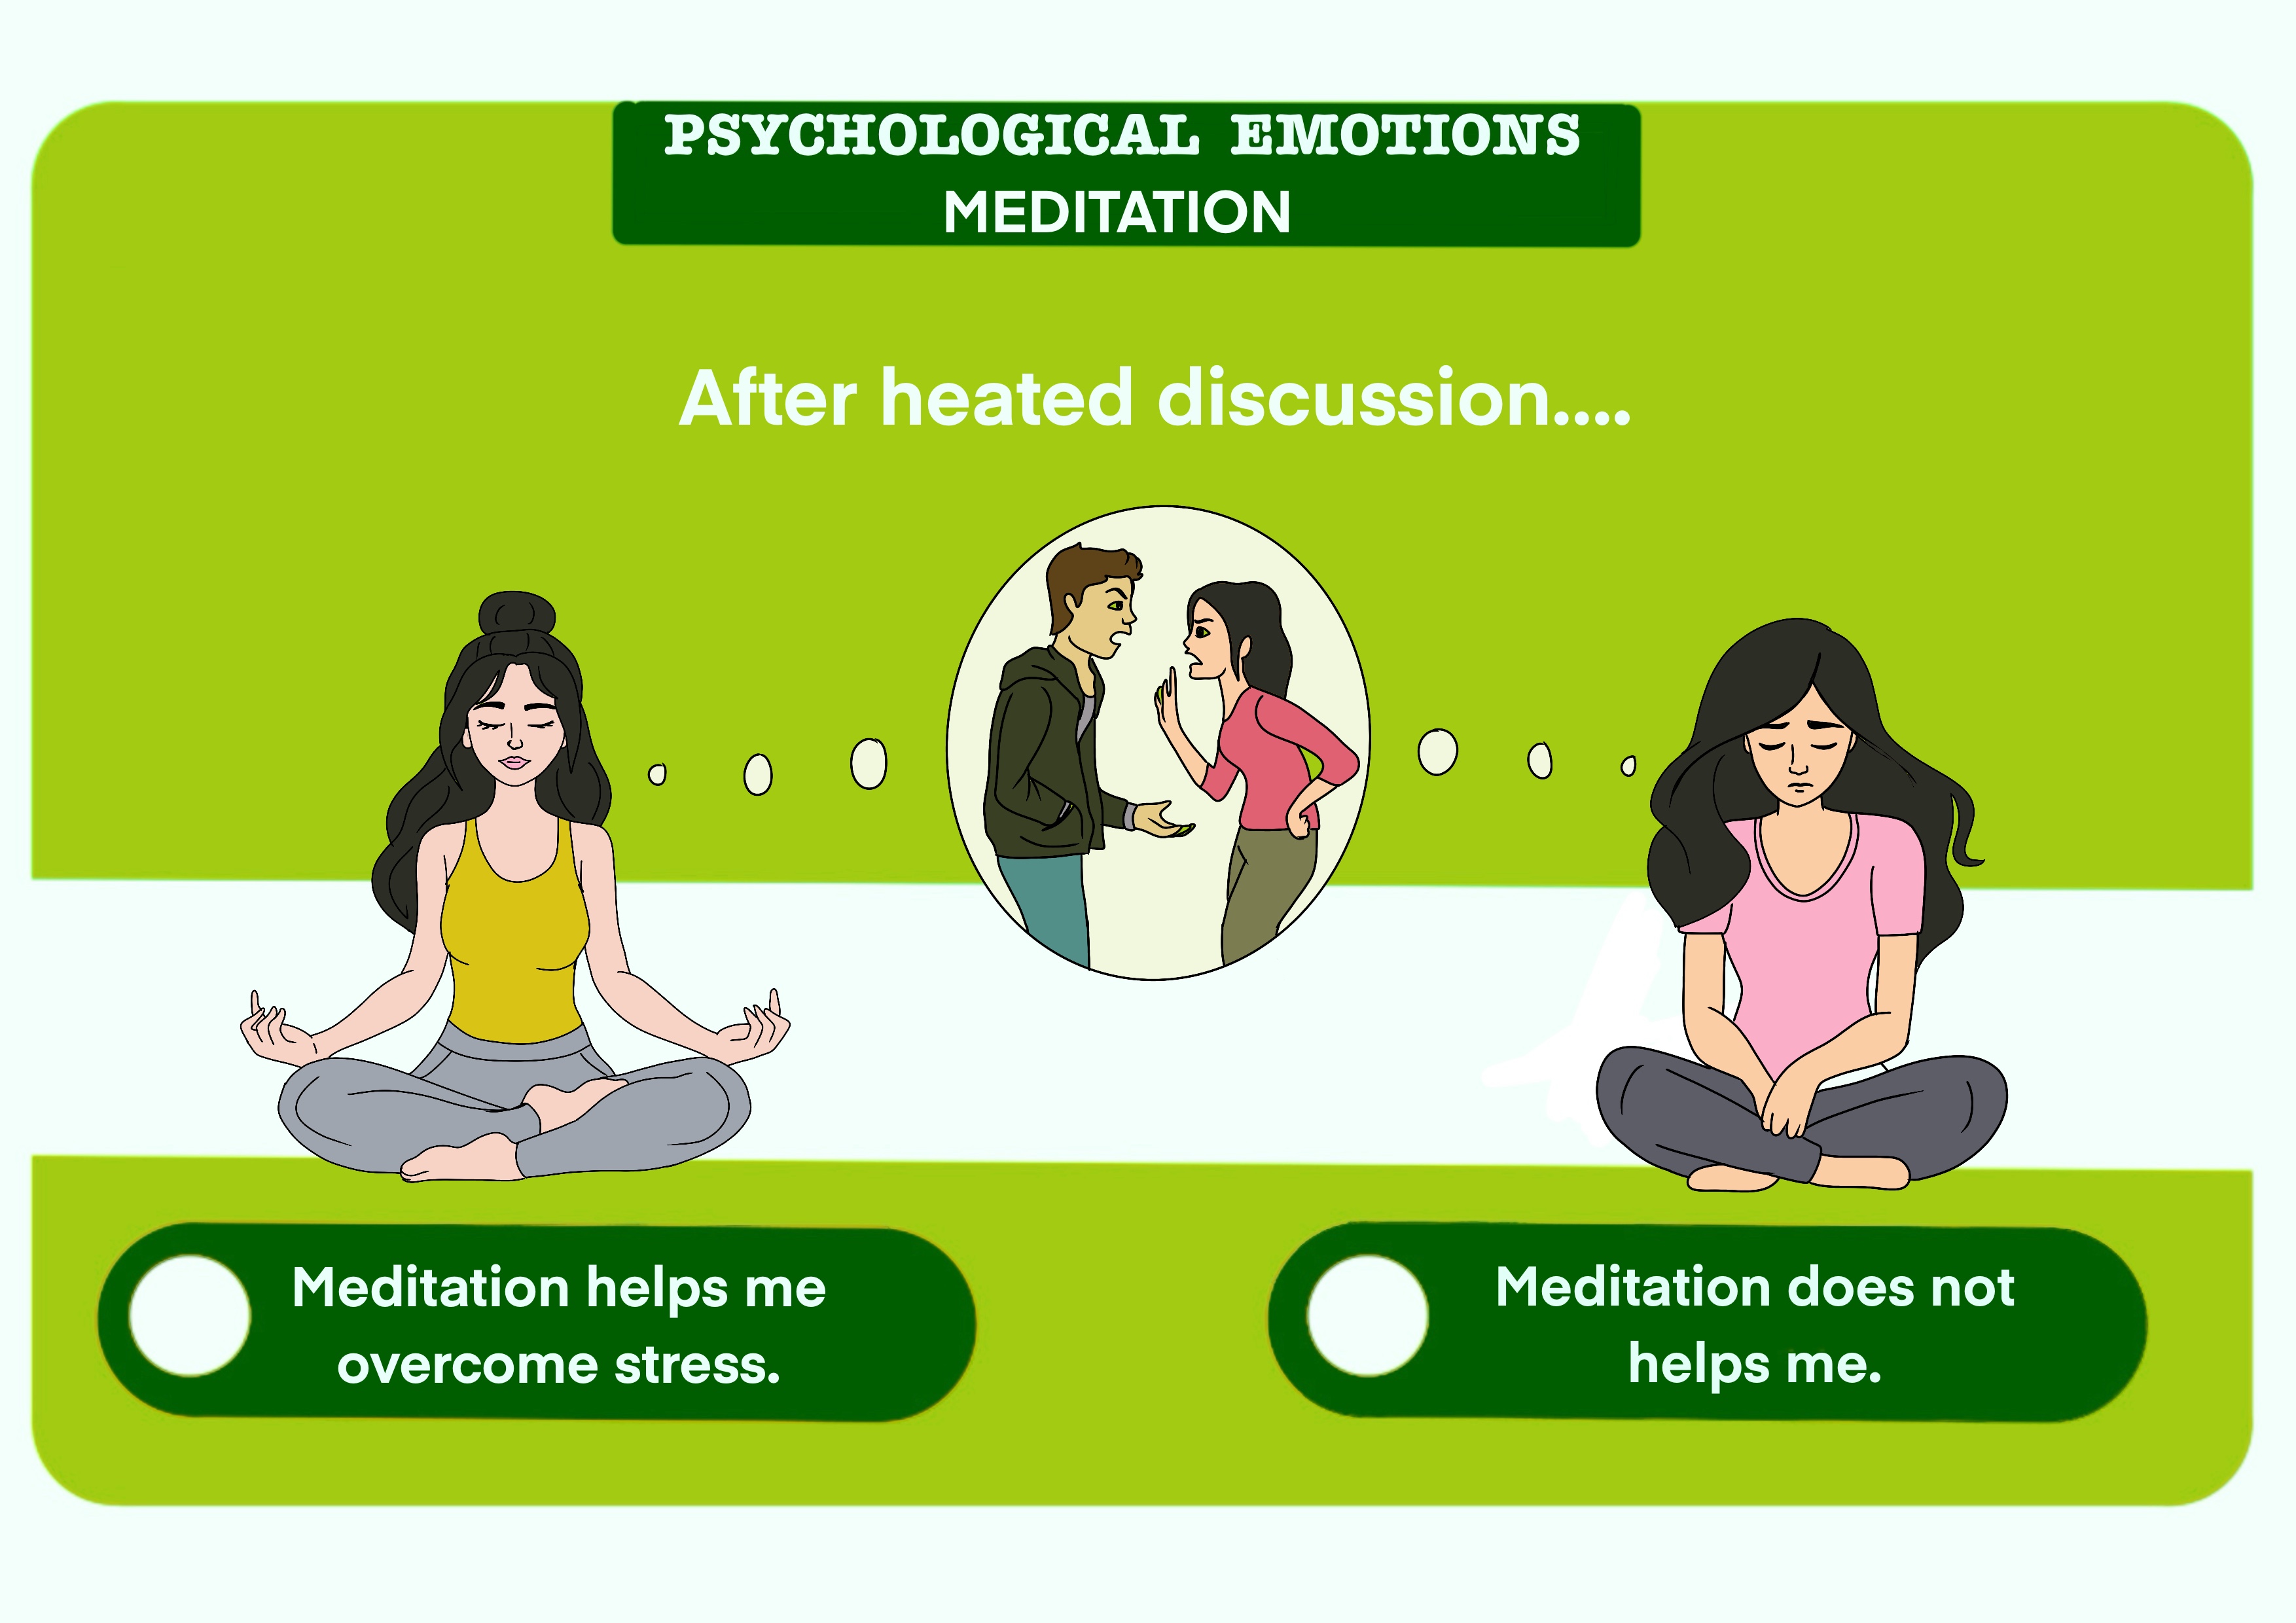 PSYCHOLOGICAL EMOTIONS
MEDITATION
After heated discussion....
Meditation helps me
overcome stress.
Meditation does not
helps me.